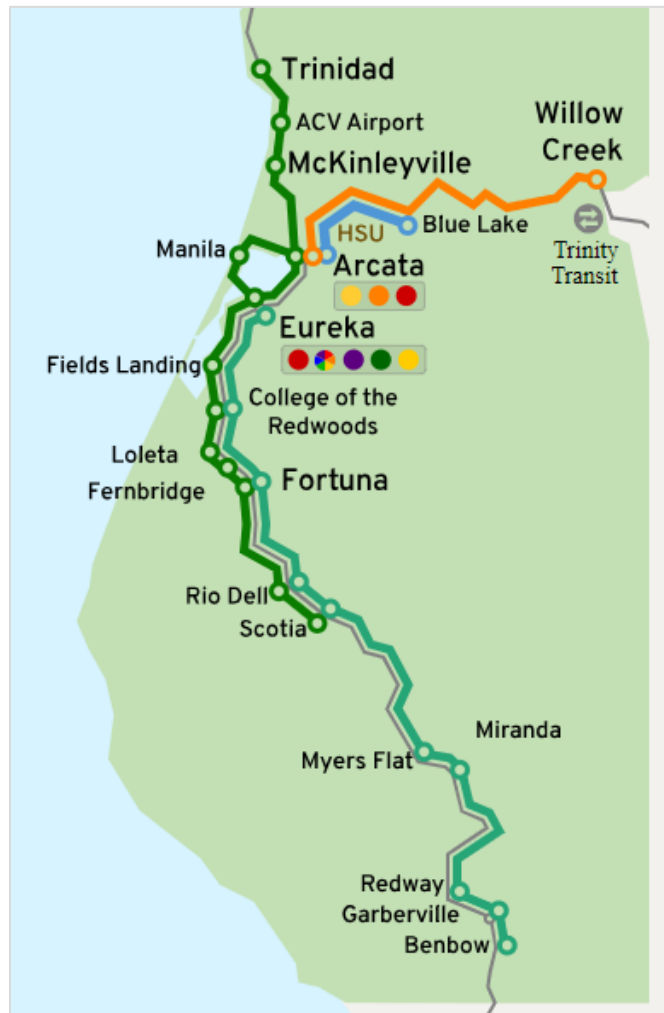 Trinidad
ACV Airport
Willow
Creek
McKinleyville
Blue Lake
HSU
Manila
Arcata
Trinity
Transit
Eureka
Fields Landing
College of the
Redwoods
Loleta
Fernbridge
Fortuna
Rio Dell
Scotia
Miranda
Myers Flat
Redway
Garberville
Benbow